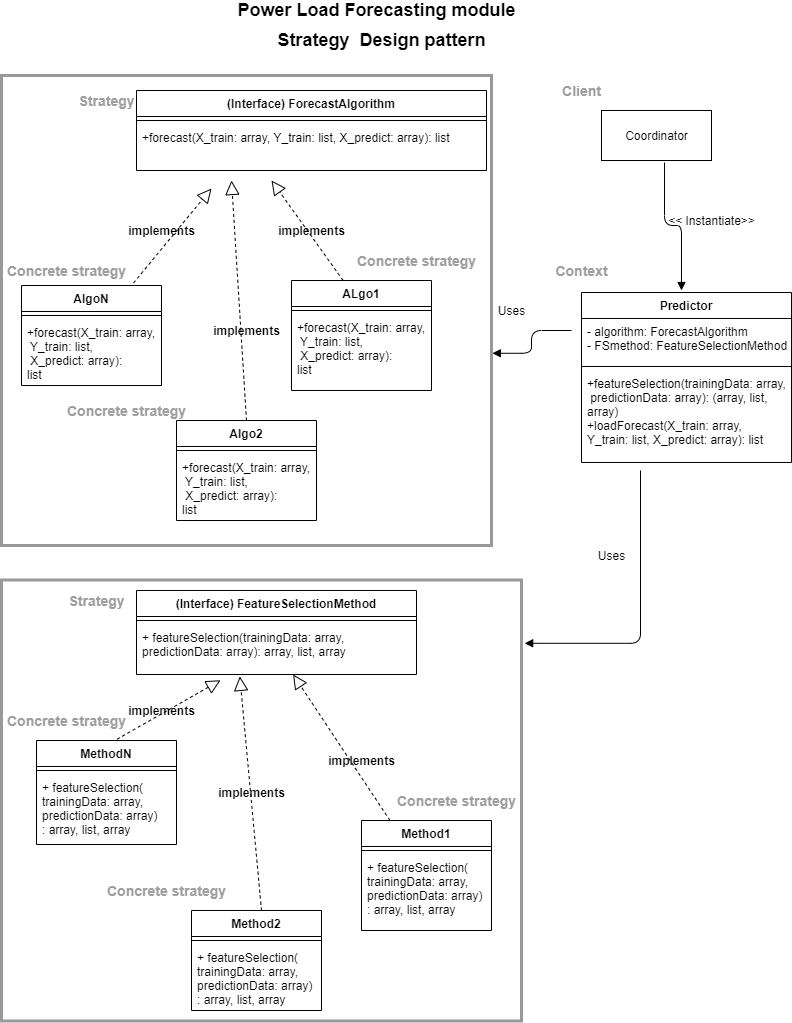 Power Load Forecasting module
Strategy Design pattern
Strategy
(Interface) ForecastAlgorithm
+forecast(X_train: array, Y_train: list, X_predict: array): list
implements
implements
implements
Concrete strategy
AlgoN
+forecast(X_train: array,
Y_train: list,
X_predict: array):
list
Concrete strategy
ALgo1
+forecast(X_train: array,
Y_train: list,
X_predict: array):
list
Concrete strategy
Algo2
+forecast(X_train: array,
Y_train: list,
X_predict: array):
list
Client
Coordinator
<< Instantiate>>
Context
Uses
Predictor
- algorithm: ForecastAlgorithm
- FSmethod: FeatureSelectionMethod
+featureSelection(trainingData: array,
predictionData: array): (array, list,
array)
+loadForecast(X_train: array,
Y_train: list, X_predict: array): list
Uses
Strategy
(Interface) FeatureSelectionMethod
+ featureSelection(trainingData: array,
predictionData: array): array, list, array
implements
implements
implements
Concrete strategy
MethodN
+ featureSelection(
trainingData: array,
predictionData: array)
: array, list, array
Concrete strategy
Method1
+ featureSelection(
trainingData: array,
predictionData: array)
: array, list, array
Concrete strategy
Method2
+ featureSelection(
trainingData: array,
predictionData: array)
: array, list, array